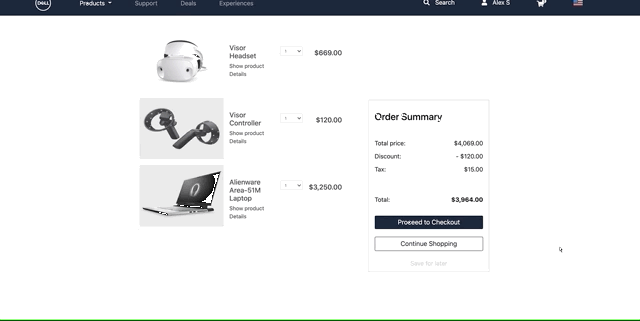 DELL Products Support Deals Experiences Search Alex S
Visor
Headset
1 $669.00
Show product
Details
Visor
Controller
1 $120.00
Show product
Details
Alienware
Area-51M
Laptop
1 $3,250.00
Show product
Details
Order Summary
Total price: $4,069.00
Discount: - $120.00
Tax: $15.00
Total: $3,964.00
Proceed to Checkout
Continue Shopping
Save for later